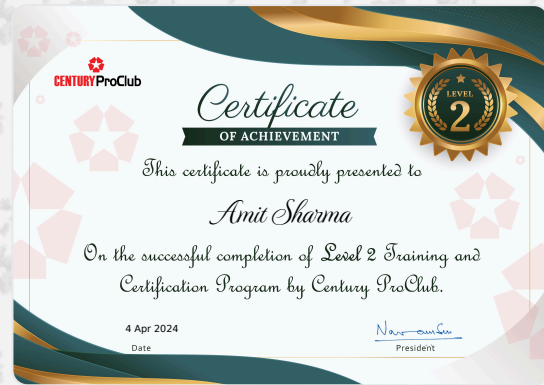 CENTURY ProClub
LEVEL
2
Certificate
OF ACHIEVEMENT
This certificate is proudly presented to
Amit Sharma
On the successful completion of Level 2 Training and
Certification Program by Century ProClub.
4 Apr 2024
Date
President